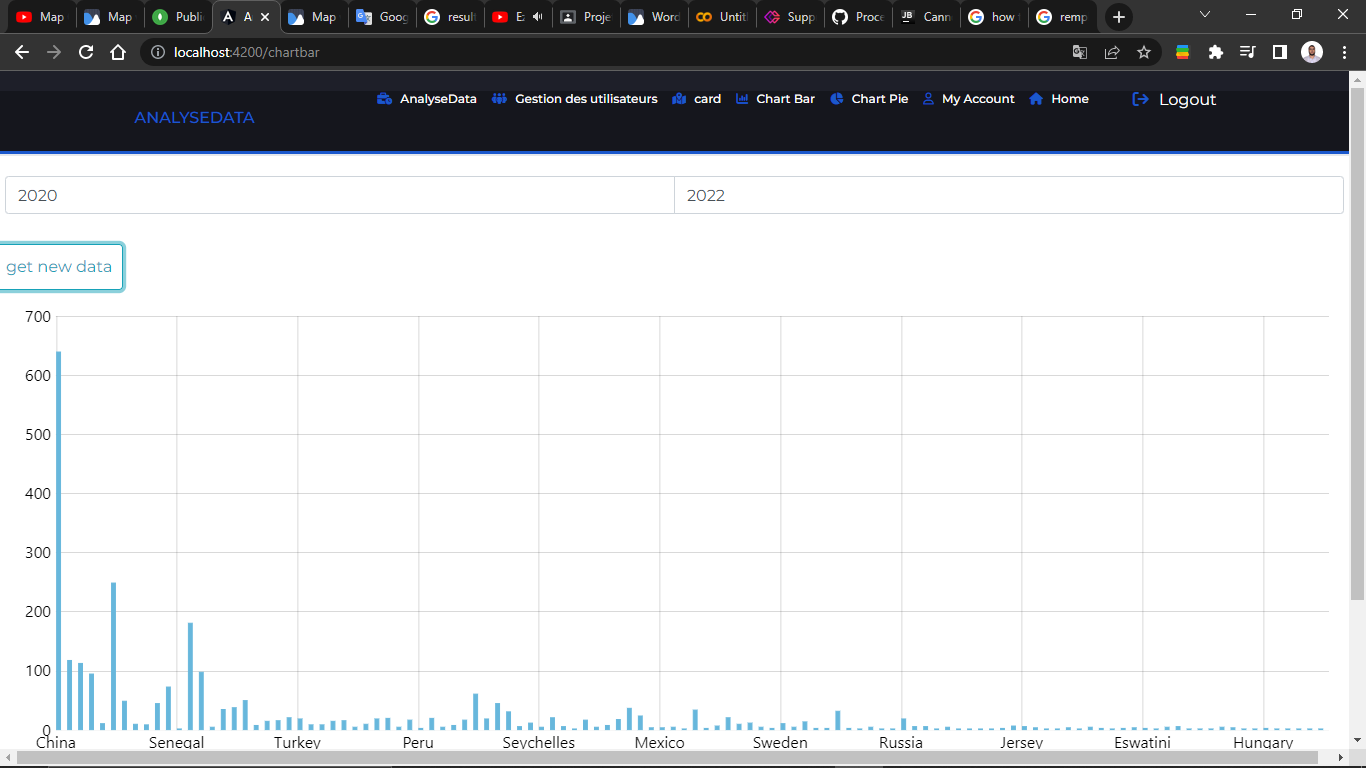 Map Map Publi A Map Goog result Ex Proje Word Untit Supp Proce Cann how t remp
localhost:4200/chartbar
AnalyseData Gestion des utilisateurs card Chart Bar Chart Pie My Account Home Logout
ANALYSEDATA
2020 2022
get new data
700
600
500
400
300
200
100
0
China Senegal Turkey Peru Seychelles Mexico Sweden Russia Jersey Eswatini Hungary